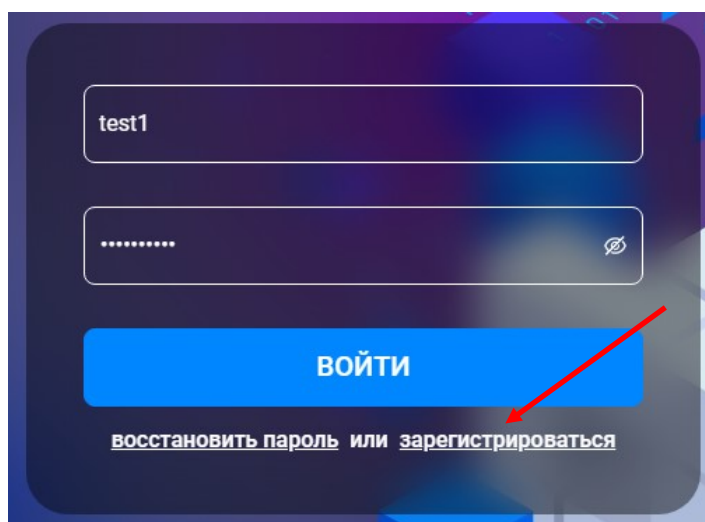 test1
••••••••••
ВОЙТИ
восстановить пароль или зарегистрироваться